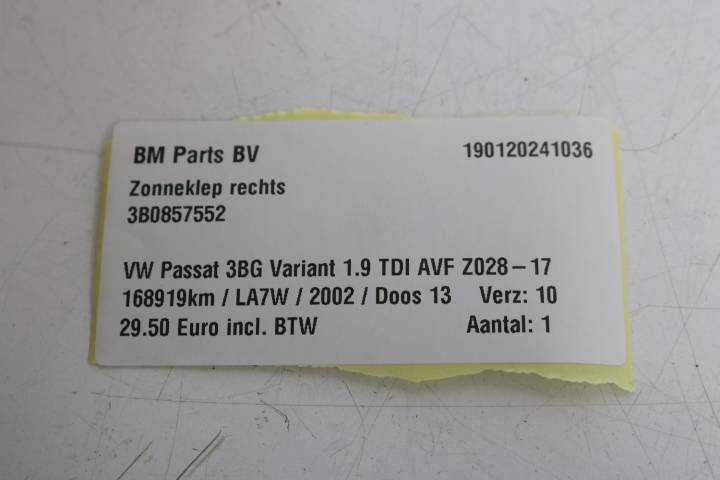 BM Parts BV 190120241036
Zonneklep rechts
3B0857552
VW Passat 3BG Variant 1.9 TDI AVF Z028-17
168919km / LA7W / 2002 / Doos 13 Verz: 10
29.50 Euro incl. BTW Aantal: 1